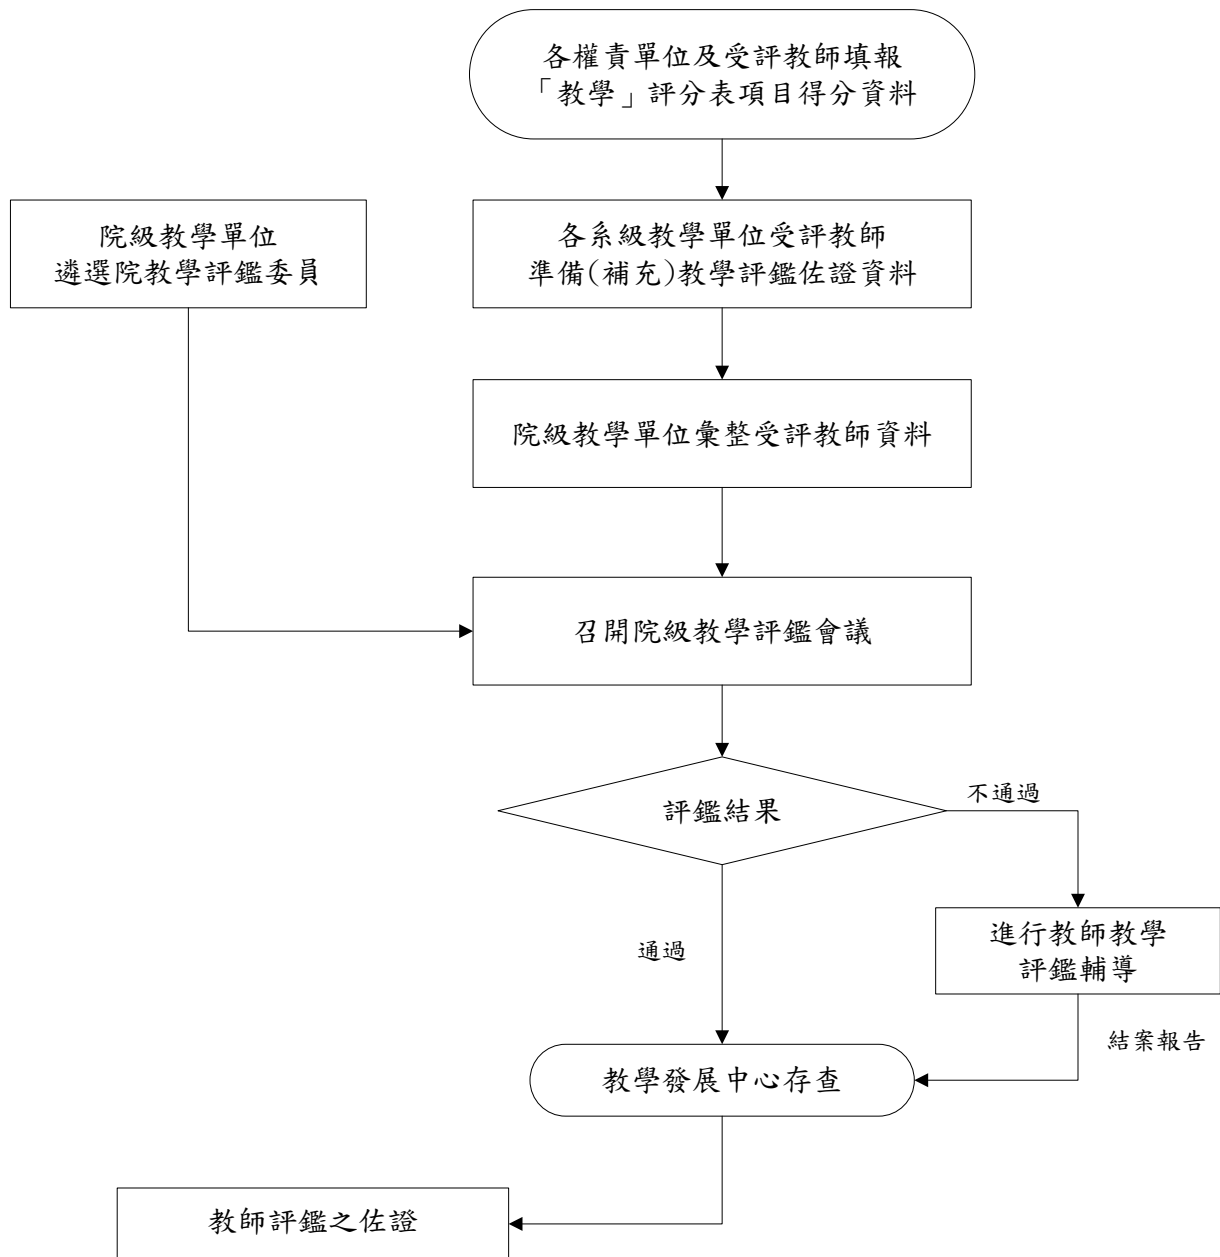 各權責單位及受評教師填報
「教學」評分表項目得分資料
院級教學單位
遴選院教學評鑑委員
各系級教學單位受評教師
準備(補充)教學評鑑佐證資料
院級教學單位彙整受評教師資料
召開院級教學評鑑會議
評鑑結果
不通過
通過
進行教師教學
評鑑輔導
結案報告
教學發展中心存查
教師評鑑之佐證